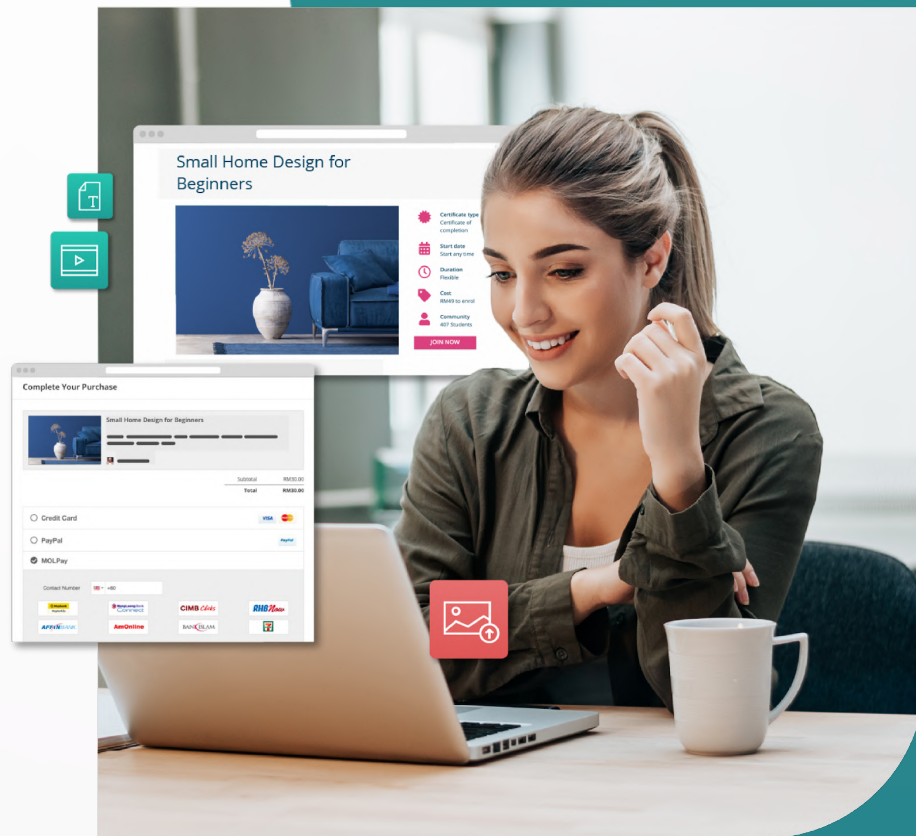 Small Home Design for
Beginners
T
Certificate type
Certificate of
completion
Start date
Start any time
Duration
Flexible
Cost
RM49 to enrol
Community
407 Students
JOIN NOW
Complete Your Purchase
Small Home Design for Beginners
Subtotal RM30.00
Total RM30.00
Credit Card VISA
PayPal PayPal
MOLPay
Contact Number +60
Connect CIMB Clicks RHB Now
AFFINBANK AmOnline BANK ISLAM